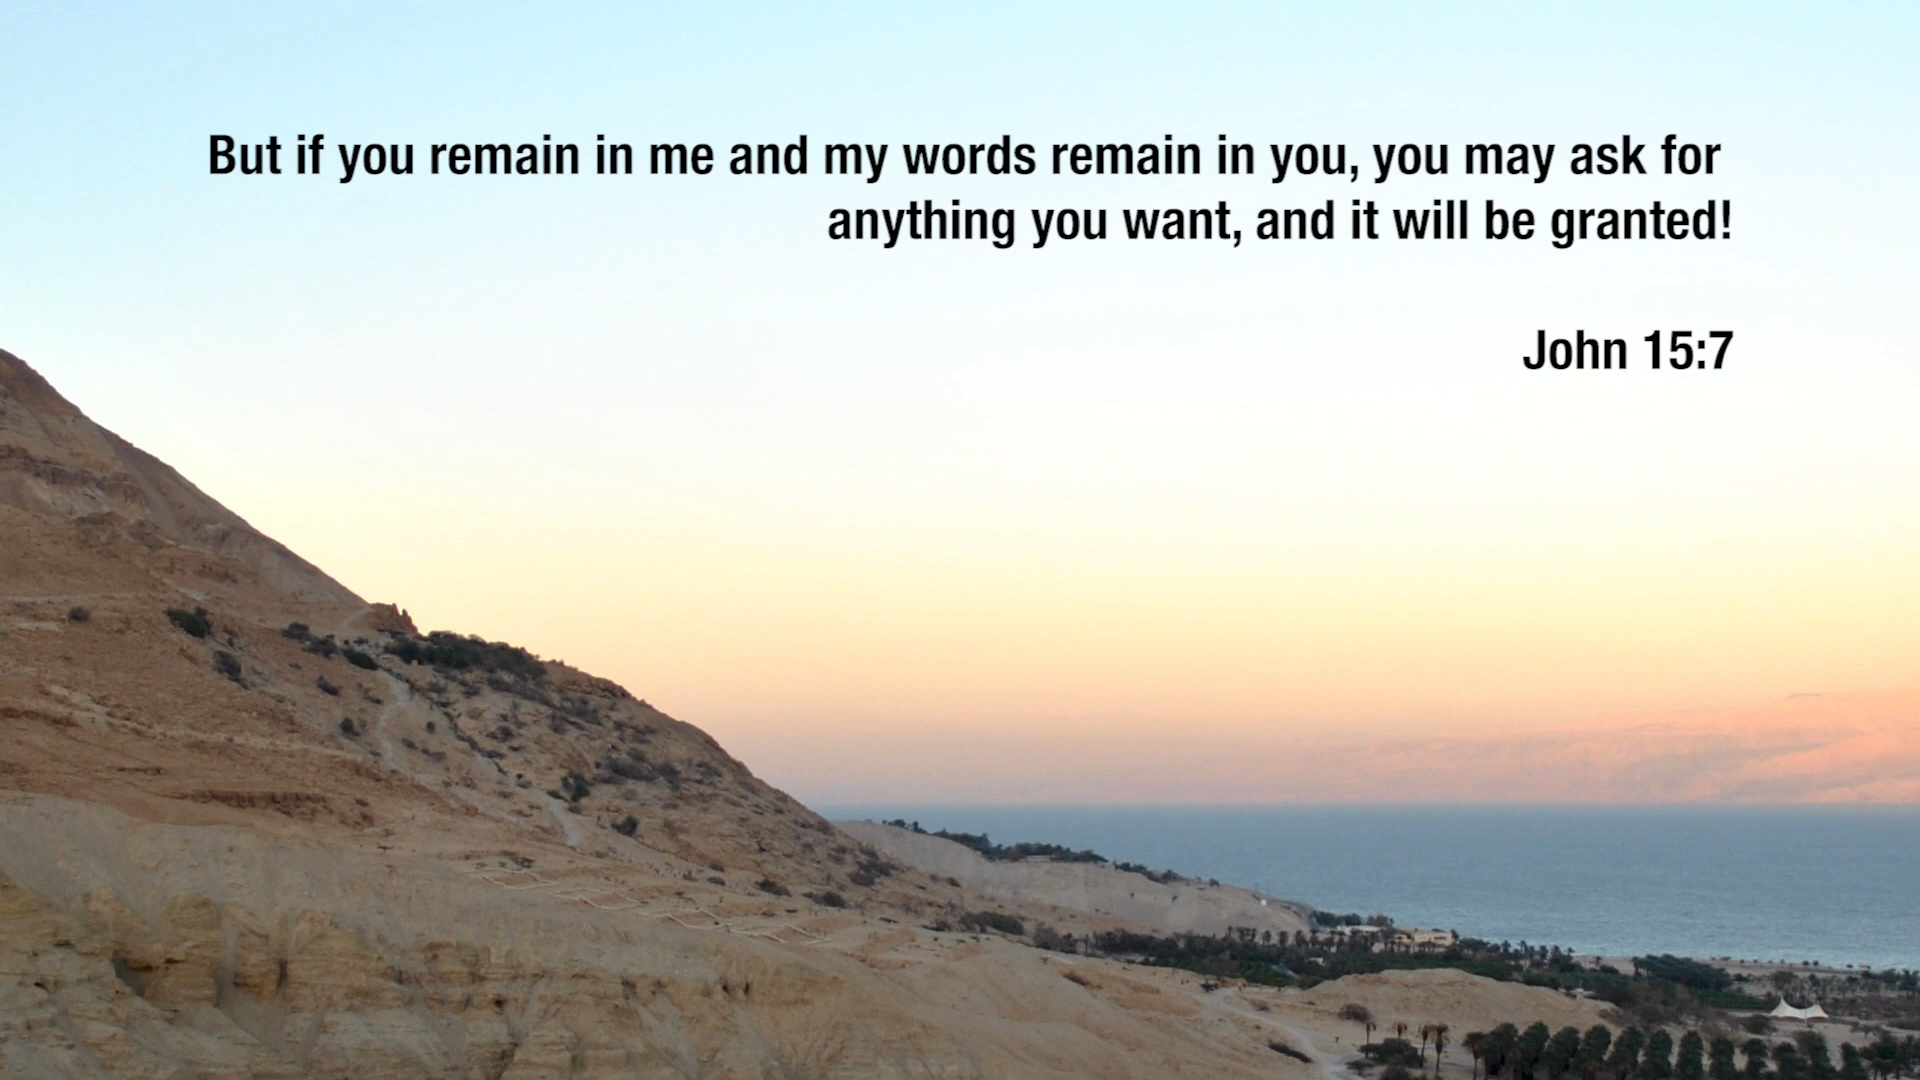 But if you remain in me and my words remain in you, you may ask for
anything you want, and it will be granted!
John 15:7